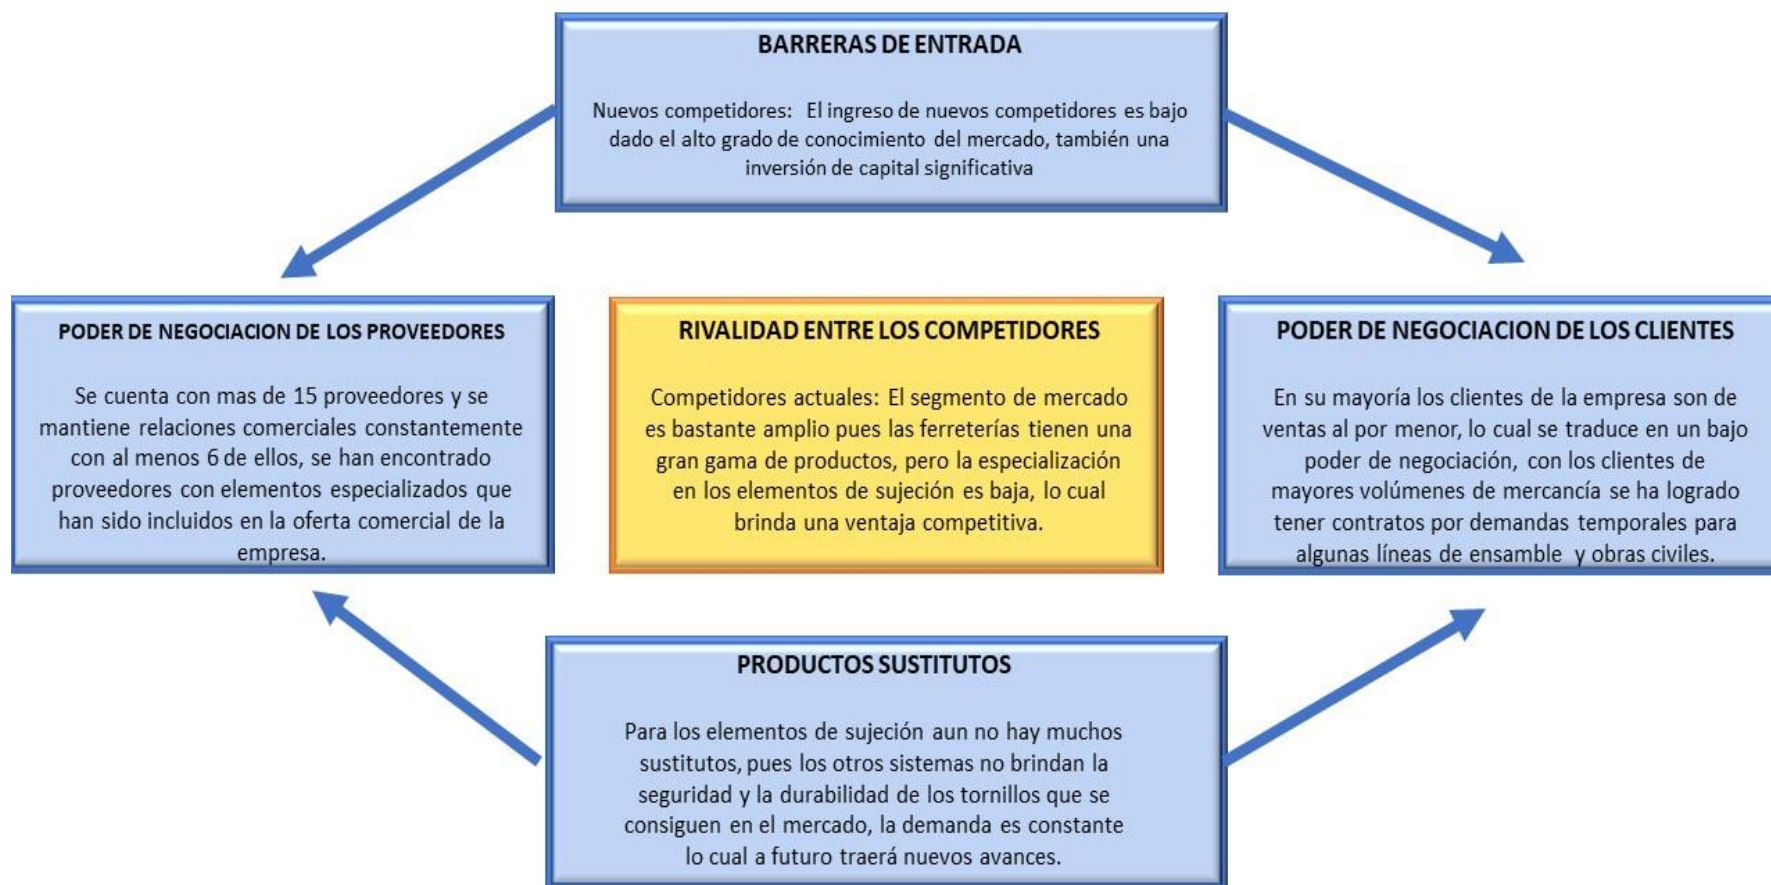 BARRERAS DE ENTRADA
Nuevos competidores: El ingreso de nuevos competidores es bajo
dado el alto grado de conocimiento del mercado, también una
inversión de capital significativa
PODER DE NEGOCIACION DE LOS PROVEEDORES
Se cuenta con mas de 15 proveedores y se
mantiene relaciones comerciales constantemente
con al menos 6 de ellos, se han encontrado
proveedores con elementos especializados que
han sido incluidos en la oferta comercial de la
empresa.
RIVALIDAD ENTRE LOS COMPETIDORES
Competidores actuales: El segmento de mercado
es bastante amplio pues las ferreterías tienen una
gran gama de productos, pero la especialización
en los elementos de sujeción es baja, lo cual
brinda una ventaja competitiva.
PODER DE NEGOCIACION DE LOS CLIENTES
En su mayoría los clientes de la empresa son de
ventas al por menor, lo cual se traduce en un bajo
poder de negociación, con los clientes de
mayores volúmenes de mercancía se ha logrado
tener contratos por demandas temporales para
algunas líneas de ensamble y obras civiles.
PRODUCTOS SUSTITUTOS
Para los elementos de sujeción aun no hay muchos
sustitutos, pues los otros sistemas no brindan la
seguridad y la durabilidad de los tornillos que se
consiguen en el mercado, la demanda es constante
lo cual a futuro traerá nuevos avances.